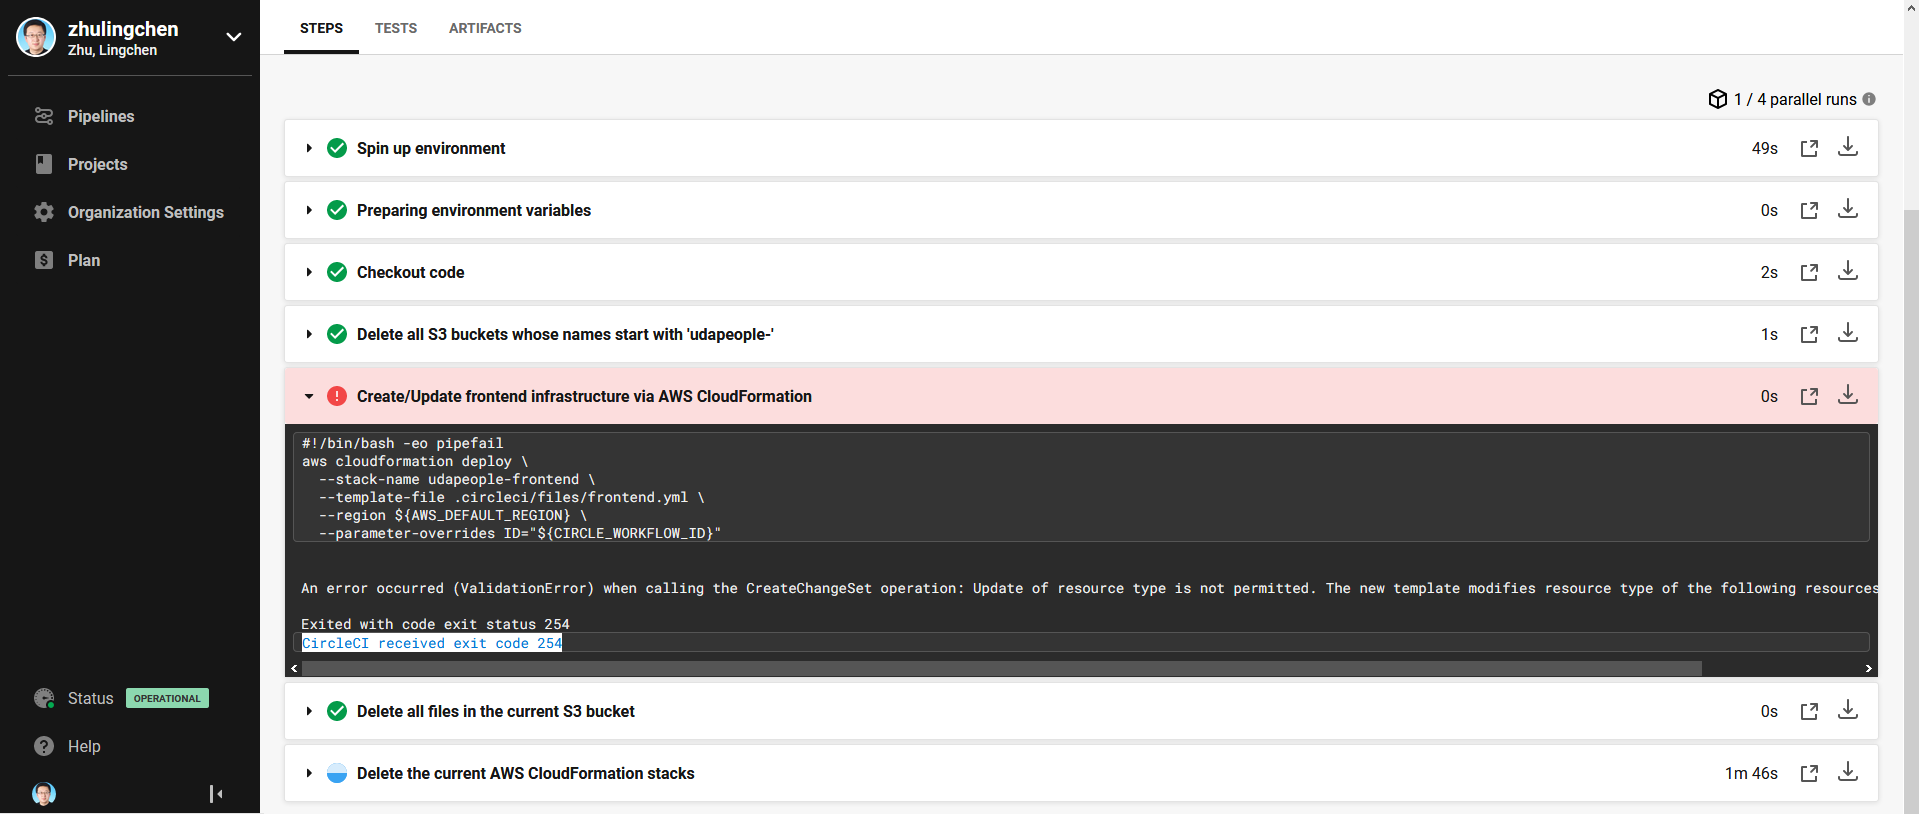 zhulingchen
Zhu, Lingchen
Pipelines
Projects
Organization Settings
Plan
Status OPERATIONAL
Help
STEPS TESTS ARTIFACTS
1 / 4 parallel runs
Spin up environment 49s
Preparing environment variables 0s
Checkout code 2s
Delete all S3 buckets whose names start with 'udapeople-' 1s
Create/Update frontend infrastructure via AWS CloudFormation 0s
#!/bin/bash -eo pipefail
aws cloudformation deploy \
--stack-name udapeople-frontend \
--template-file .circleci/files/frontend.yml \
--region ${AWS_DEFAULT_REGION} \
--parameter-overrides ID="${CIRCLE_WORKFLOW_ID}"
An error occurred (ValidationError) when calling the CreateChangeSet operation: Update of resource type is not permitted. The new template modifies resource type of the following resources
Exited with code exit status 254
CircleCI received exit code 254
Delete all files in the current S3 bucket 0s
Delete the current AWS CloudFormation stacks 1m 46s